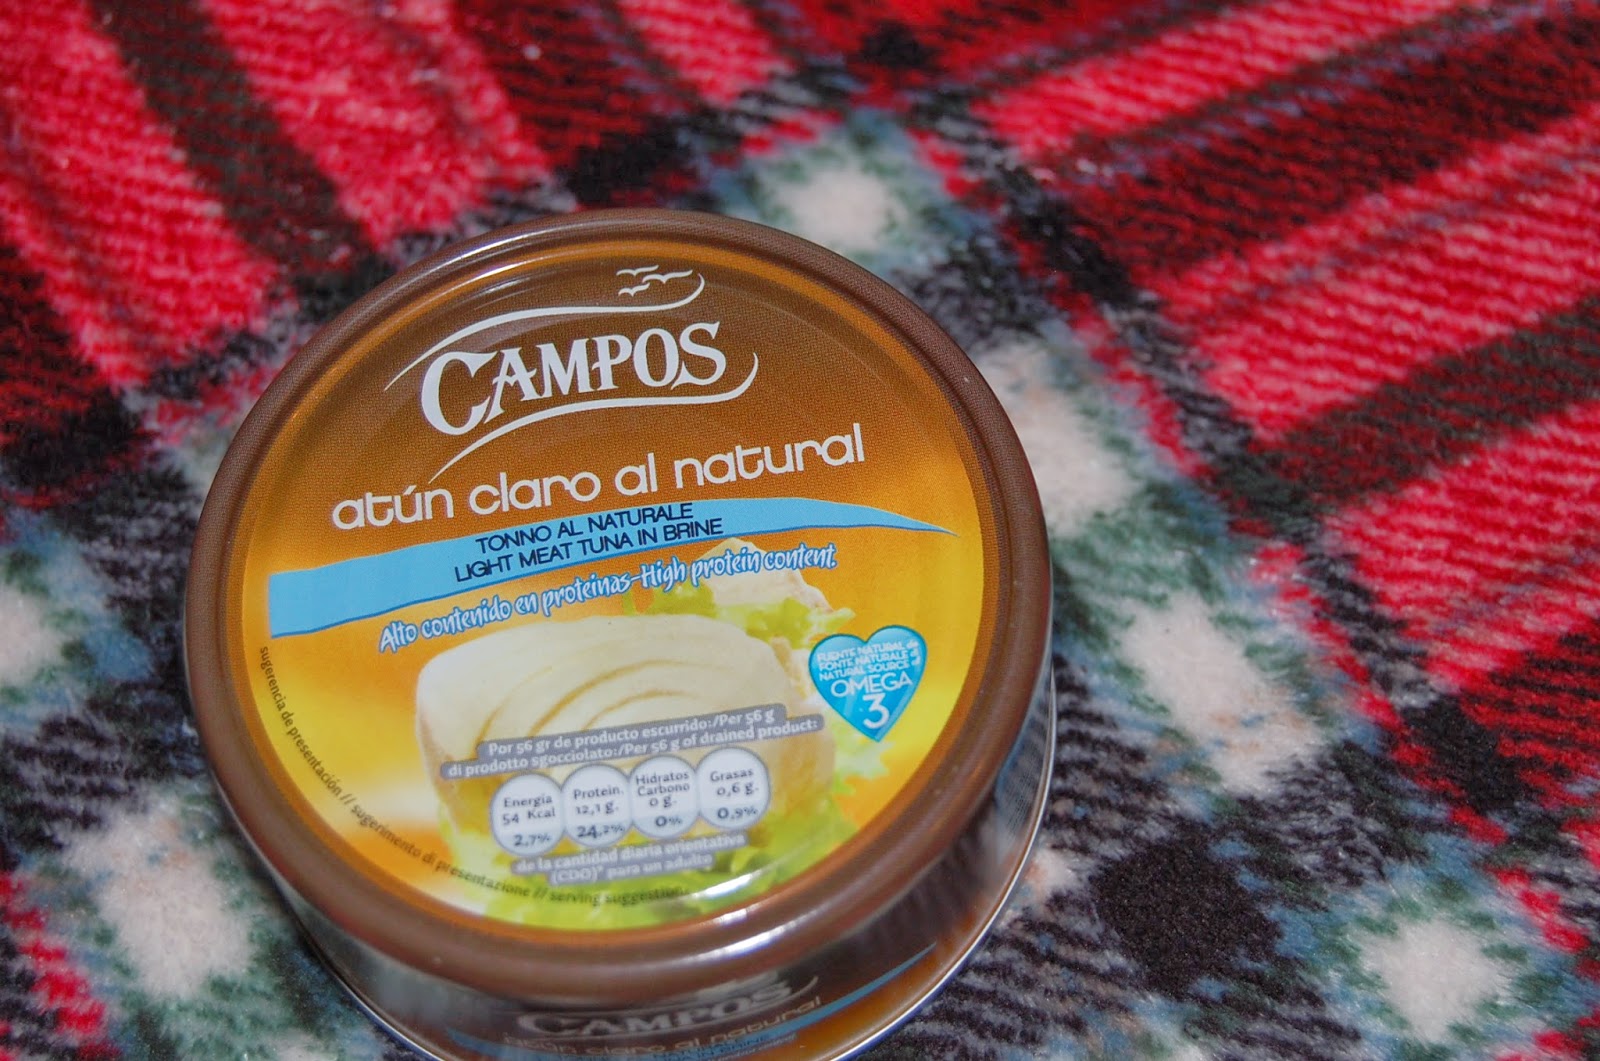 CAMPOS
atún claro al natural
TONNO AL NATURALE
LIGHT MEAT TUNA IN BRINE
Alto contenido en proteínas-High protein content.
FUENTE NATURAL de
FONTE NATURALE di
NATURAL SOURCE of
OMEGA
3
Por 56 gr de producto escurrido:/Per 56 g
di prodotto sgocciolato:/Per 56 g of drained product:
Energía
54 Kcal
2,7%
Protein.
12,1 g.
24,2%
Hidratos
Carbono
0 g.
0%
Grasas
0,6 g.
0,9%
de la cantidad diaria orientativa
(CDO)* para un adulto
sugerencia de presentación // sugerimento di presentazione // serving suggestion
CAMPOS
atún claro al natural